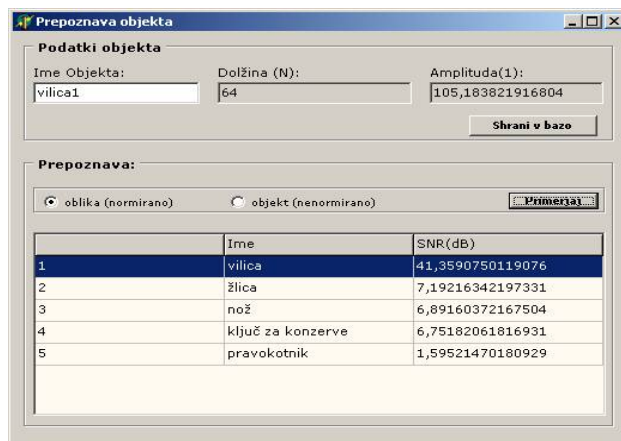 Prepoznava objekta
Podatki objekta
Ime Objekta: Dolžina (N): Amplituda(1):
vilica1 64 105,183821916804
Shrani v bazo
Prepoznava:
oblika (normirano) objekt (nenormirano) Primerjaj
Ime SNR(dB)
1 vilica 41,3590750119076
2 žlica 7,19216342197331
3 nož 6,89160372167504
4 ključ za konzerve 6,75182061816931
5 pravokotnik 1,59521470180929